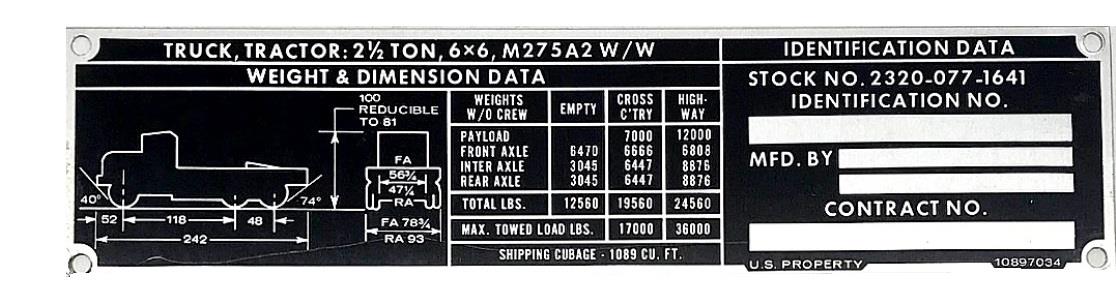 TRUCK, TRACTOR: 2½ TON, 6×6, M275A2 W/W
WEIGHT & DIMENSION DATA
100
REDUCIBLE
TO 81
FA
56¾
47¼
RA
40°
74°
52
118
48
242
FA 78¾
RA 93
WEIGHTS W/O CREW EMPTY CROSS C'TRY HIGH-WAY
PAYLOAD 7000 12000
FRONT AXLE 6470 6666 6808
INTER AXLE 3045 6447 8876
REAR AXLE 3045 6447 8876
TOTAL LBS. 12560 19560 24560
MAX. TOWED LOAD LBS. 17000 36000
SHIPPING CUBAGE - 1089 CU. FT.
IDENTIFICATION DATA
STOCK NO. 2320-077-1641
IDENTIFICATION NO.
MFD. BY
CONTRACT NO.
U.S. PROPERTY 10897034